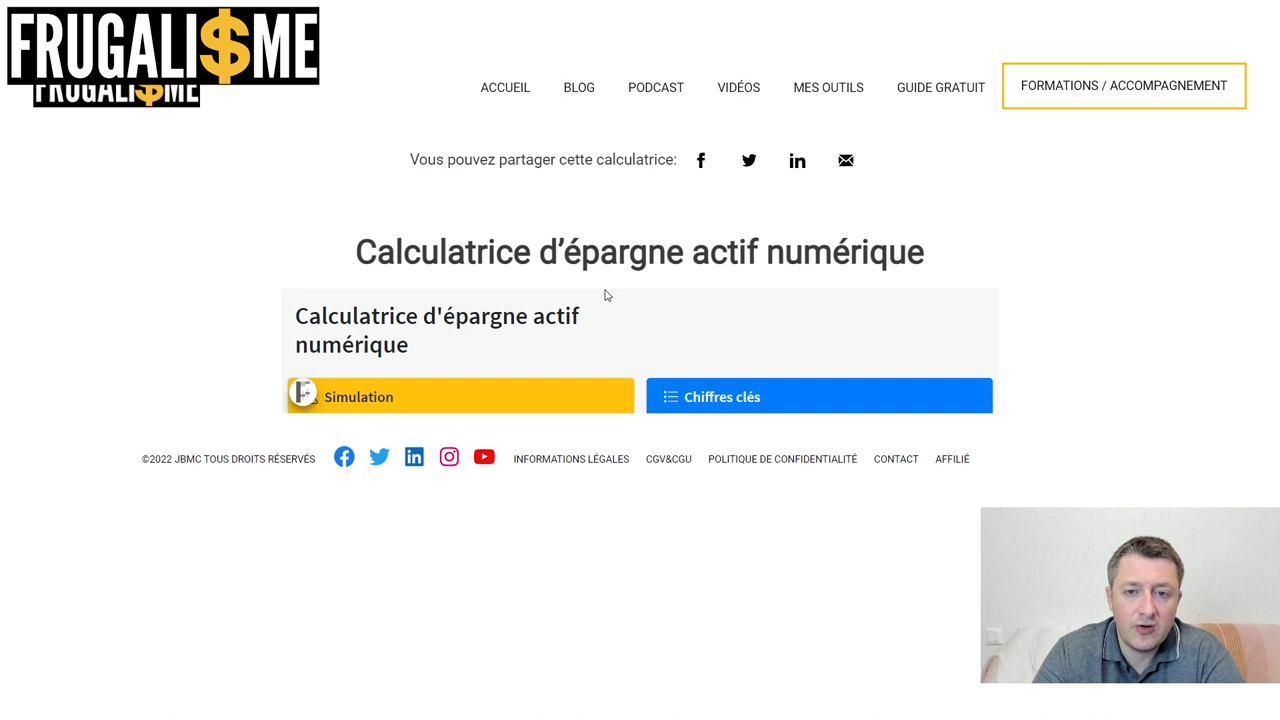 FRUGALI$ME
FRUGALI$ME
ACCUEIL BLOG PODCAST VIDÉOS MES OUTILS GUIDE GRATUIT FORMATIONS / ACCOMPAGNEMENT
Vous pouvez partager cette calculatrice:
Calculatrice d’épargne actif numérique
Calculatrice d'épargne actif
numérique
Simulation
Chiffres clés
©2022 JBMC TOUS DROITS RÉSERVÉS INFORMATIONS LÉGALES CGV&CGU POLITIQUE DE CONFIDENTIALITÉ CONTACT AFFILIÉ